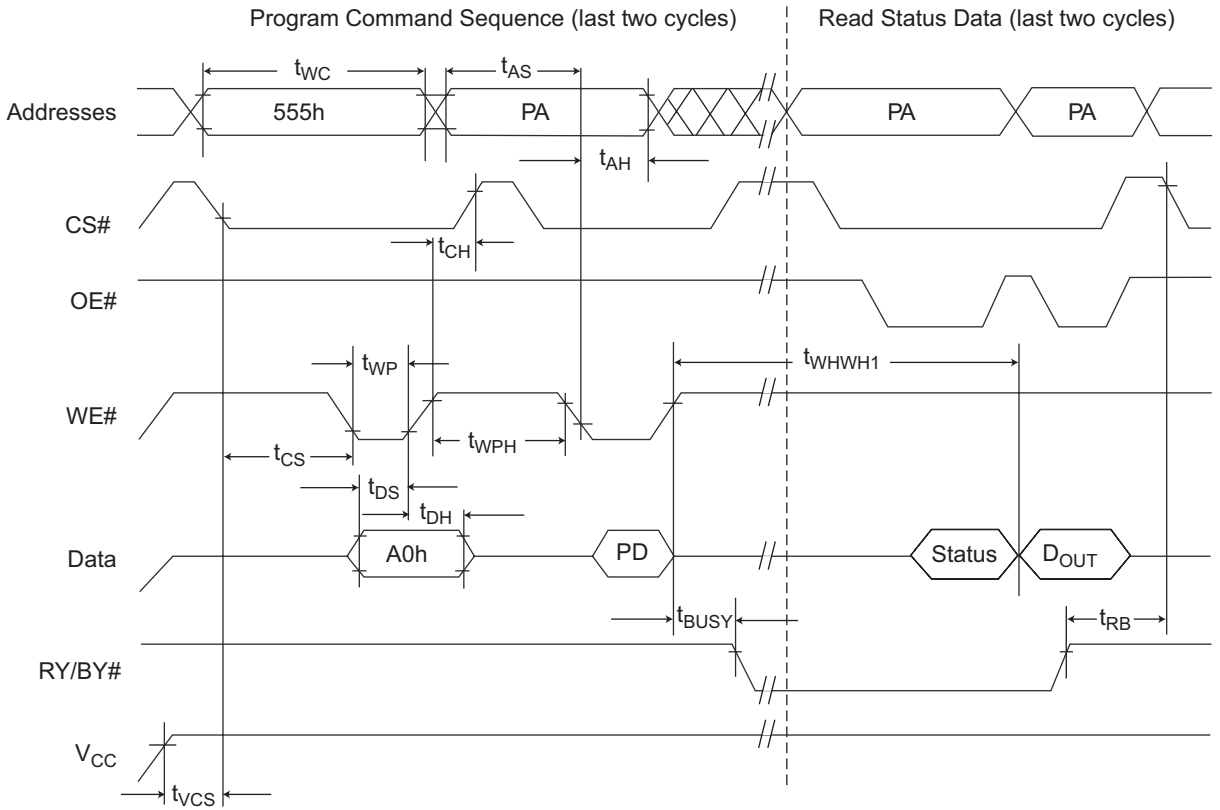 Program Command Sequence (last two cycles) Read Status Data (last two cycles)
tWC tAS
Addresses 555h PA PA PA
tAH
CS#
tCH
OE#
tWP tWHWH1
WE#
tCS tWPH
tDS
tDH
Data A0h PD Status DOUT
tBUSY tRB
RY/BY#
VCC
tVCS